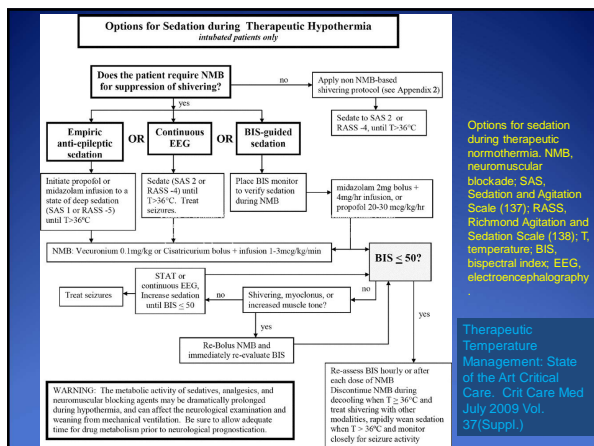 Options for Sedation during Therapeutic Hypothermia
intubated patients only
Does the patient require NMB
for suppression of shivering?
no
Apply non NMB-based
shivering protocol (see Appendix 2)
yes
Sedate to SAS 2 or
RASS -4, until T>36°C
Empiric
anti-epileptic
sedation
OR
Continuous
EEG
OR
BIS-guided
sedation
Initiate propofol or
midazolam infusion to a
state of deep sedation
(SAS 1 or RASS -5)
until T>36°C
Sedate (SAS 2 or
RASS -4) until
T>36°C. Treat
seizures.
Place BIS monitor
to verify sedation
during NMB
midazolam 2mg bolus +
4mg/hr infusion, or
propofol 20-30 mcg/kg/hr
NMB: Vecuronium 0.1mg/kg or Cisatricurium bolus + infusion 1-3mcg/kg/min
BIS ≤ 50?
STAT or
continuous EEG,
Increase sedation
until BIS ≤ 50
Treat seizures
no
Shivering, myoclonus, or
increased muscle tone?
no
yes
yes
Re-Bolus NMB and
immediately re-evaluate BIS
Re-assess BIS hourly or after
each dose of NMB
Discontinue NMB during
decooling when T ≥ 36°C and
treat shivering with other
modalities, rapidly wean sedation
when T > 36°C and monitor
closely for seizure activity
WARNING: The metabolic activity of sedatives, analgesics, and
neuromuscular blocking agents may be dramatically prolonged
during hypothermia, and can affect the neurological examination and
weaning from mechanical ventilation. Be sure to allow adequate
time for drug metabolism prior to neurological prognostication.
Options for sedation
during therapeutic
normothermia. NMB,
neuromuscular
blockade; SAS,
Sedation and Agitation
Scale (137); RASS,
Richmond Agitation and
Sedation Scale (138); T,
temperature; BIS,
bispectral index; EEG,
electroencephalography
.
Therapeutic
Temperature
Management: State
of the Art Critical
Care. Crit Care Med
July 2009 Vol.
37(Suppl.)